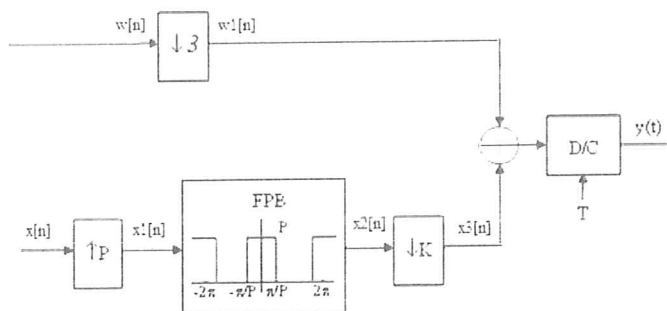 w[n]
↓3
w1[n]
D/C
y(t)
T
FPB
P
-2π
-π/P
π/P
2π
x[n]
↑P
x1[n]
x2[n]
↓K
x3[n]